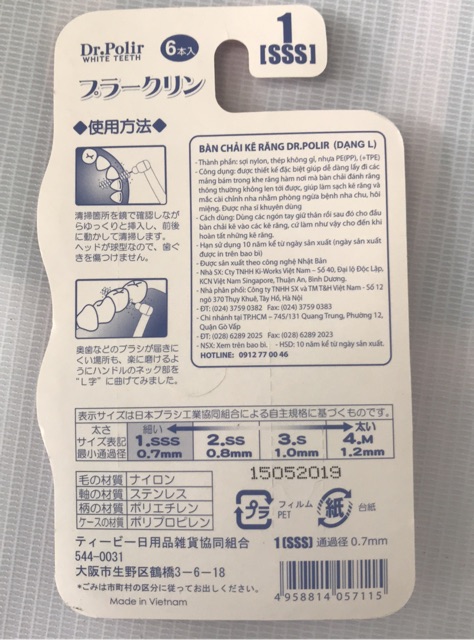 Dr.Polir
WHITE TEETH
6本入
1
[SSS]
プラークリン
◆使用方法◆
清掃箇所を鏡で確認しなが
らゆっくりと挿入し、前後
に動かして清掃します。
ヘッドが球型なので、歯ぐ
きを傷つけません。
奥歯などのブラシが届きに
くい場所も、楽に磨けるよ
うにハンドルのネック部を
"L字"に曲げてみました。
BÀN CHẢI KẼ RĂNG DR.POLIR (DẠNG L)
- Thành phần: sợi nylon, thép không gỉ, nhựa PE(PP), (+TPE)
- Công dụng: được thiết kế đặc biệt giúp dễ dàng lấy đi các
mảng bám trong khe răng hàm nơi mà bàn chải đánh răng
thông thường không len tới được, giúp làm sạch kẽ răng và
mắc cài chỉnh nha nhằm phòng ngừa bệnh nha chu, hôi
miệng. Được nha sĩ khuyên dùng
- Cách dùng: Dùng các ngón tay giữ thân rồi sau đó cho đầu
bàn chải kẽ vào các kẽ răng, cứ làm như vậy cho đến khi
hoàn tất những kẽ răng.
- Hạn sử dụng 10 năm kể từ ngày sản xuất (ngày sản xuất
được in trên bao bì)
- Được sản xuất theo công nghệ Nhật Bản
- Nhà SX: Cty TNHH Ki-Works Việt Nam – Số 40, Đại lộ Độc Lập,
KCN Việt Nam Singapore, Thuận An, Bình Dương.
- Nhà phân phối: Công ty TNHH SX và TM T&H Việt Nam - Số 12
ngõ 370 Thụy Khuê, Tây Hồ, Hà Nội
- ĐT: (024) 3759 0382 Fax: (024) 3759 0383
- Chi nhánh tại TP.HCM – 745/131 Quang Trung, Phường 12,
Quận Gò Vấp
- ĐT: (028) 6289 2025 Fax: (028) 6289 2023
- NSX: Xem trên bao bì. - HSD: 10 năm kể từ ngày sản xuất.
HOTLINE: 0912 77 00 46
表示サイズは日本ブラシ工業協同組合による自主規格に基づくものです。
太さ 細い 太い
サイズ表記 1.SSS 2.SS 3.S 4.M
最小通過径 0.7mm 0.8mm 1.0mm 1.2mm
15052019
毛の材質 ナイロン
軸の材質 ステンレス
柄の材質 ポリエチレン
ケースの材質 ポリプロピレン
プラ フィルム PET
紙 台紙
ティーピー日用品雑貨協同組合
544-0031
大阪市生野区鶴橋3-6-18
*ごみは市町村の区分に従ってお出しください。
Made in Vietnam
1[SSS] 通過径 0.7mm
4 958814 057115